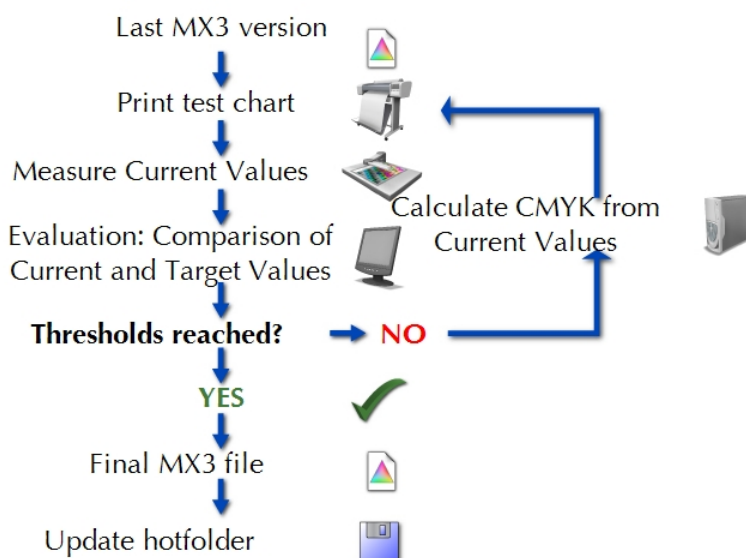 Last MX3 version
Print test chart
Measure Current Values
Calculate CMYK from
Current Values
Evaluation: Comparison of
Current and Target Values
Thresholds reached?
NO
YES
Final MX3 file
Update hotfolder